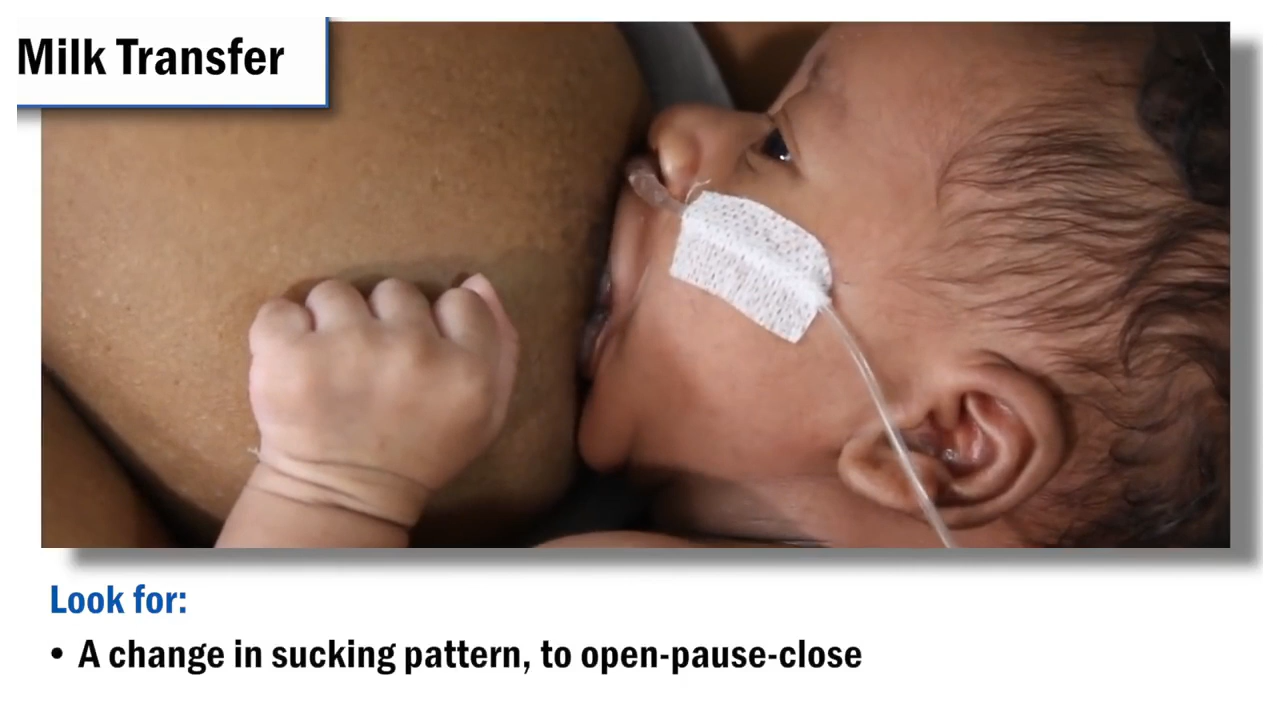 Milk Transfer
Look for:
• A change in sucking pattern, to open-pause-close